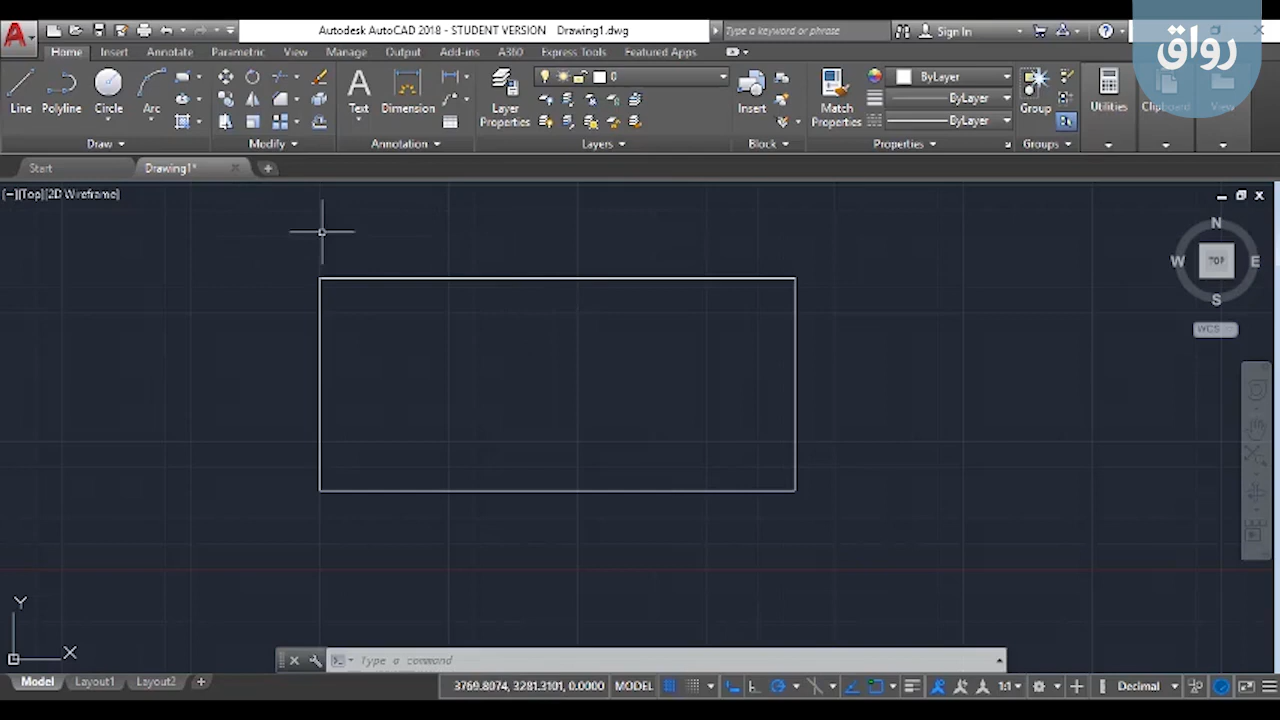 Autodesk AutoCAD 2018 - STUDENT VERSION Drawing1.dwg
Type a keyword or phrase
Sign In
رواق
Home Insert Annotate Parametric View Manage Output Add-ins A360 Express Tools Featured Apps
Line Polyline Circle Arc
Text Dimension
Layer Properties
0
Insert
Match Properties
ByLayer
ByLayer
ByLayer
Group
Utilities
Clipboard
View
Draw Modify Annotation Layers Block Properties Groups
Start Drawing1*
[−][Top][2D Wireframe]
N
W TOP E
S
WCS
Y
X
Type a command
Model Layout1 Layout2
3769.8074, 3281.3101, 0.0000 MODEL 1:1 Decimal